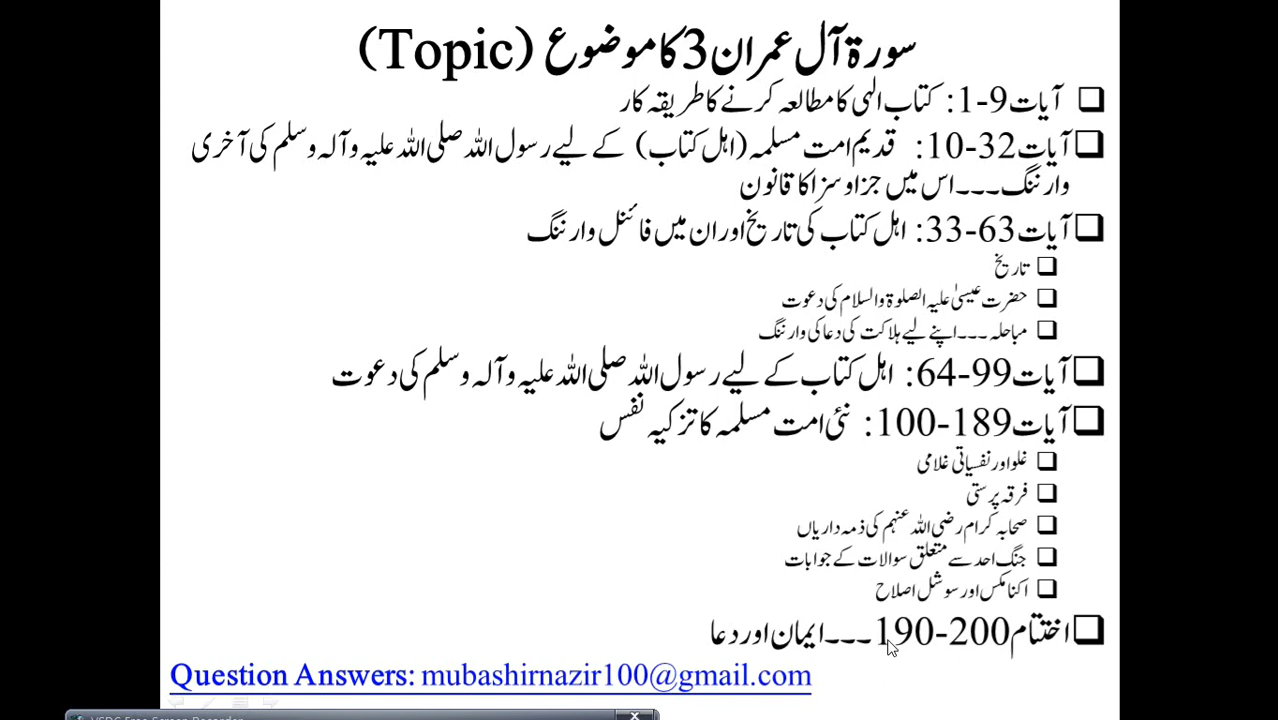 سورۃ آل عمران 3 کا موضوع (Topic)
❑ آیات 9-1: کتاب الہی کا مطالعہ کرنے کا طریقہ کار
❑ آیات 32-10: قدیم امت مسلمہ (اہل کتاب) کے لیے رسول اللہ صلی اللہ علیہ وآلہ وسلم کی آخری
وارننگ۔۔۔اس میں جزا و سزا کا قانون
❑ آیات 63-33: اہل کتاب کی تاریخ اور ان میں فائنل وارننگ
❑ تاریخ
❑ حضرت عیسیٰ علیہ الصلوۃ والسلام کی دعوت
❑ مباحلہ ۔۔۔اپنے لیے ہلاکت کی دعا کی وارننگ
❑ آیات 99-64: اہل کتاب کے لیے رسول اللہ صلی اللہ علیہ وآلہ وسلم کی دعوت
❑ آیات 189-100: نئی امت مسلمہ کا تزکیہ نفس
❑ غلو اور نفسیاتی غلامی
❑ فرقہ پرستی
❑ صحابہ کرام رضی اللہ عنہم کی ذمہ داریاں
❑ جنگ احد سے متعلق سوالات کے جوابات
❑ اکنامکس اور سوشل اصلاح
❑ اختتام 200-190۔۔۔ایمان اور دعا
Question Answers: mubashirnazir100@gmail.com